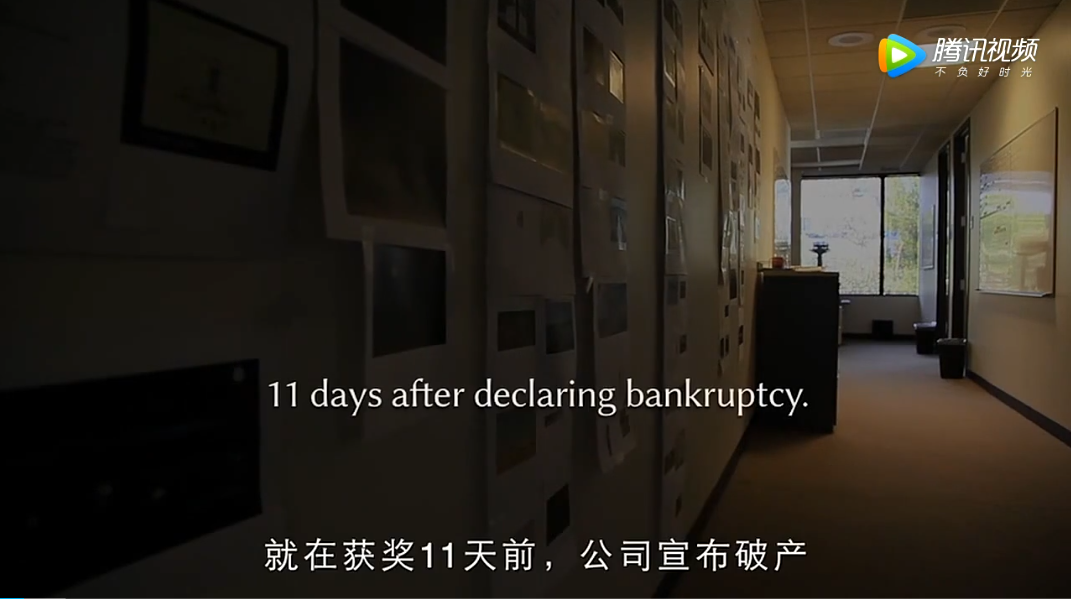 腾讯视频
不负好时光
11 days after declaring bankruptcy.
就在获奖11天前，公司宣布破产